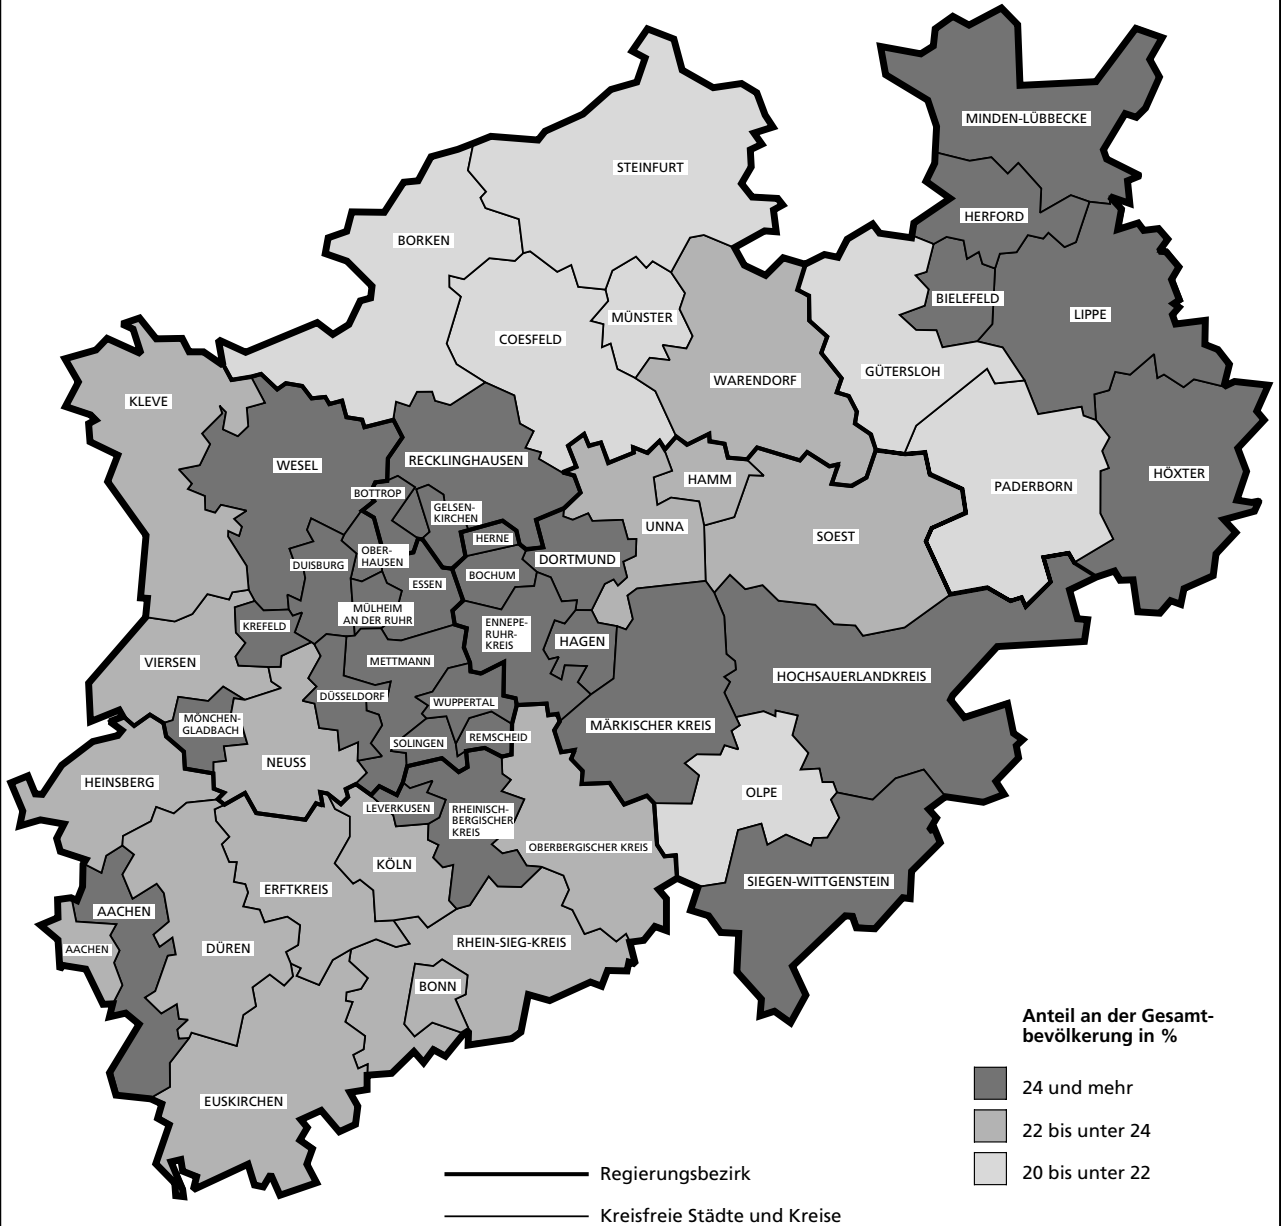 MINDEN-LÜBBECKE
STEINFURT
HERFORD
BORKEN
BIELEFELD
LIPPE
MÜNSTER
COESFELD
GÜTERSLOH
WARENDORF
KLEVE
RECKLINGHAUSEN
WESEL
HÖXTER
HAMM
PADERBORN
BOTTROP
GELSEN-
KIRCHEN
UNNA
SOEST
HERNE
OBER-
HAUSEN
DORTMUND
DUISBURG
BOCHUM
ESSEN
MÜLHEIM
AN DER RUHR
KREFELD
ENNEPE-
RUHR-
KREIS
HAGEN
VIERSEN
METTMANN
HOCHSAUERLANDKREIS
DÜSSELDORF
WUPPERTAL
MÖNCHEN-
GLADBACH
MÄRKISCHER KREIS
REMSCHEID
SOLINGEN
NEUSS
HEINSBERG
OLPE
LEVERKUSEN
RHEINISCH-
BERGISCHER
KREIS
OBERBERGISCHER KREIS
KÖLN
SIEGEN-WITTGENSTEIN
ERFTKREIS
AACHEN
RHEIN-SIEG-KREIS
AACHEN
DÜREN
BONN
EUSKIRCHEN
Anteil an der Gesamt-
bevölkerung in %
24 und mehr
22 bis unter 24
20 bis unter 22
Regierungsbezirk
Kreisfreie Städte und Kreise